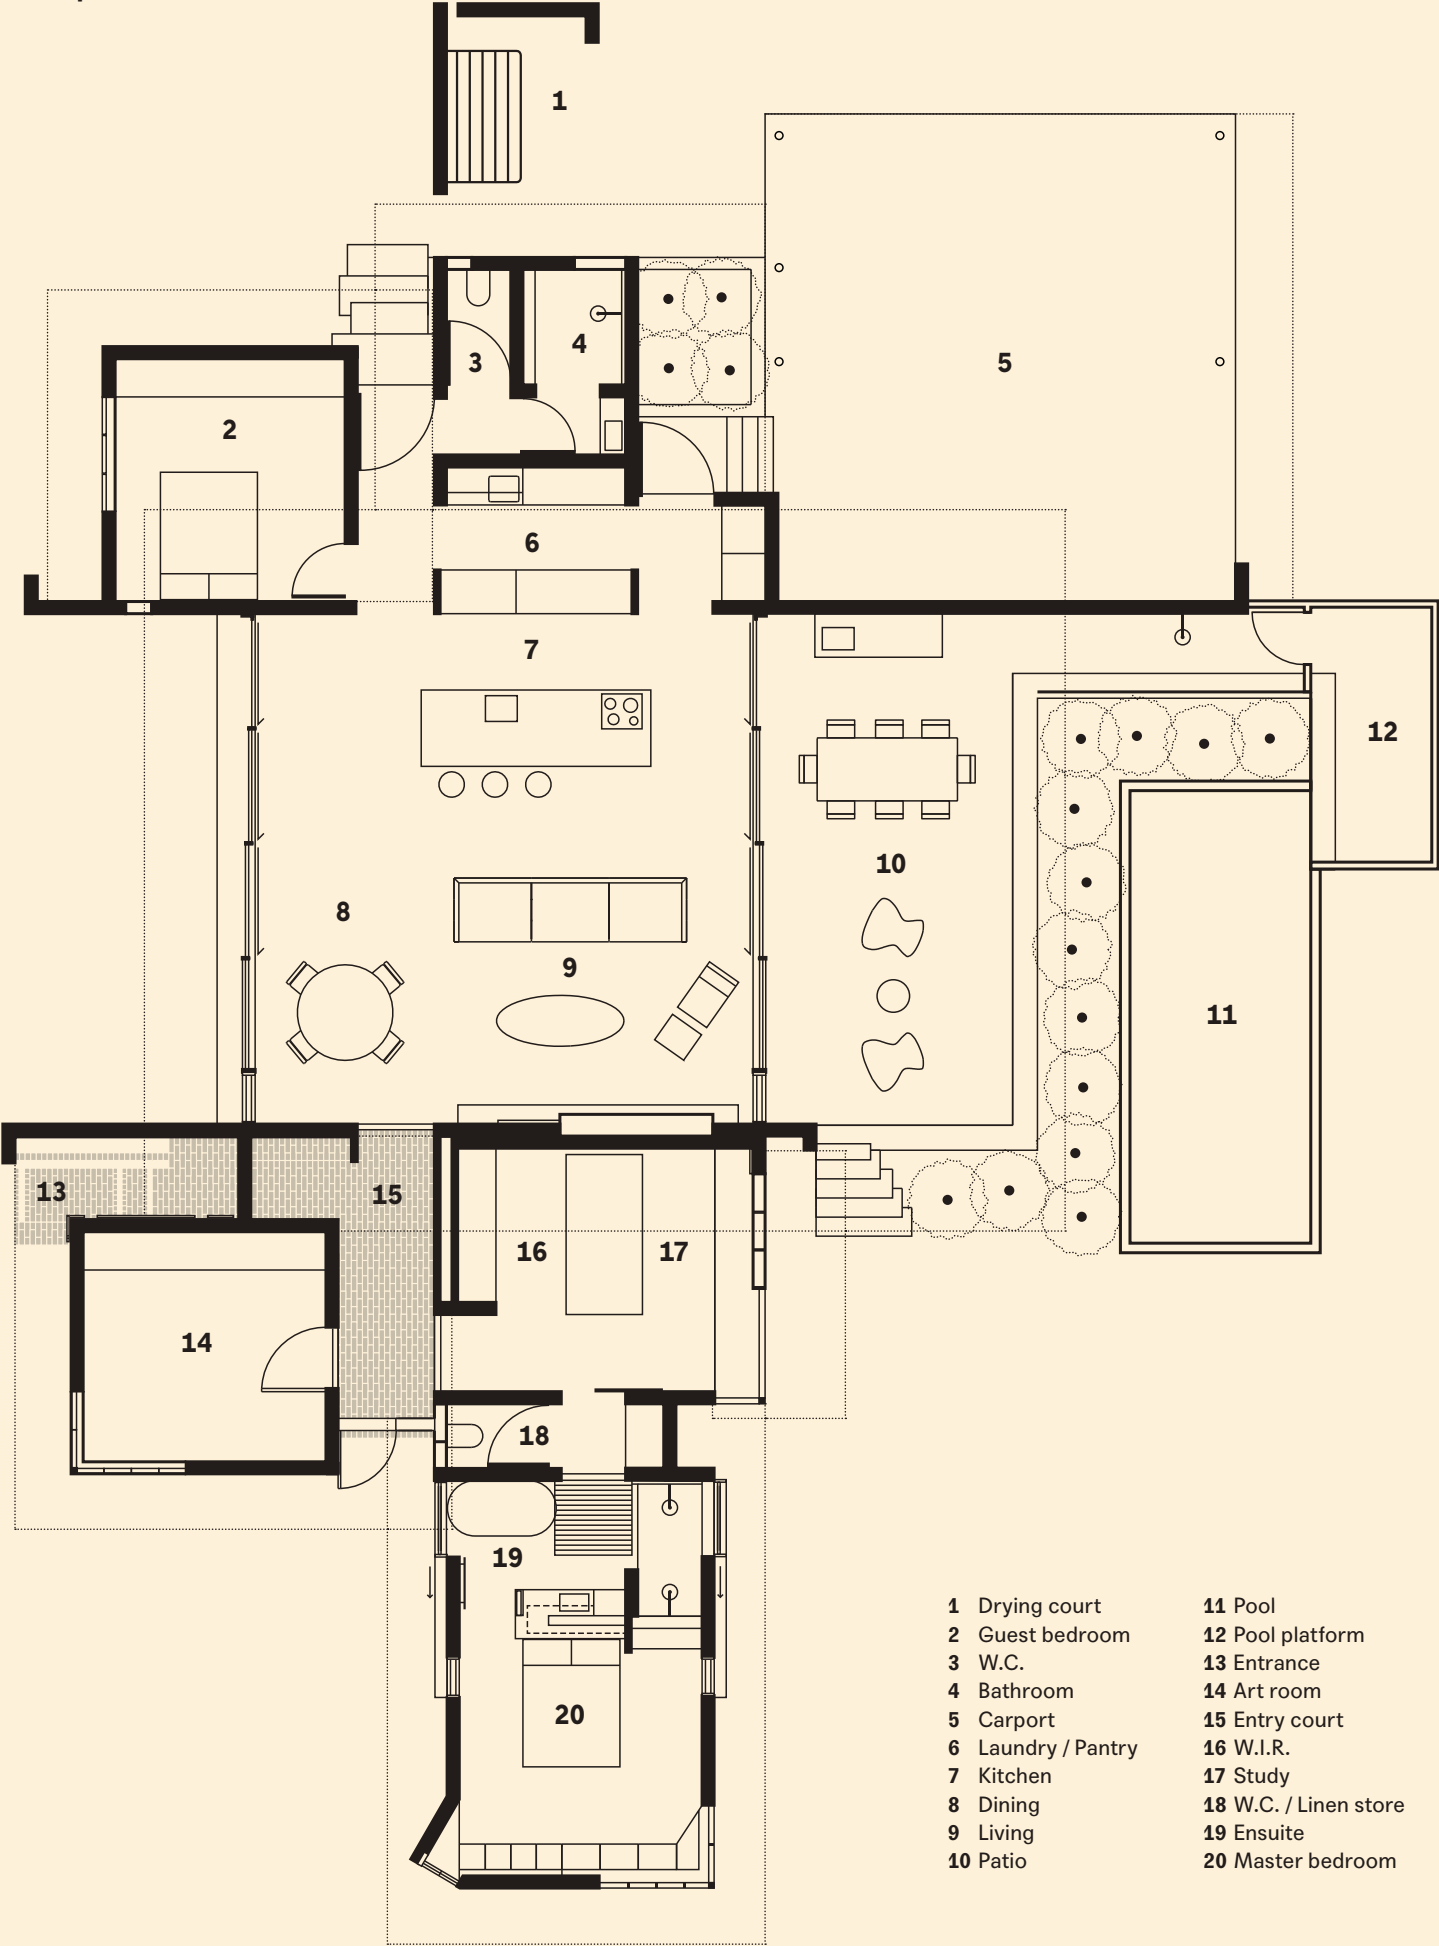 1
2
3
4
5
6
7
8
9
10
11
12
13
14
15
16
17
18
19
20
1 Drying court
2 Guest bedroom
3 W.C.
4 Bathroom
5 Carport
6 Laundry / Pantry
7 Kitchen
8 Dining
9 Living
10 Patio
11 Pool
12 Pool platform
13 Entrance
14 Art room
15 Entry court
16 W.I.R.
17 Study
18 W.C. / Linen store
19 Ensuite
20 Master bedroom